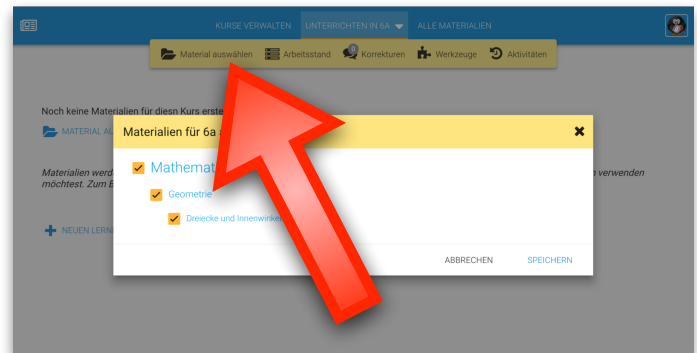 KURSE VERWALTEN UNTERRICHTEN IN 6A ALLE MATERIALIEN
Material auswählen Arbeitsstand 0 Korrekturen Werkzeuge Aktivitäten
Noch keine Materialien für diesn Kurs erste
MATERIAL AU
Materialien für 6a
Materialien werd n verwenden
möchtest. Zum B
Mathemat
Geometrie
Dreiecke und Innenwinke
NEUEN LERN
ABBRECHEN SPEICHERN